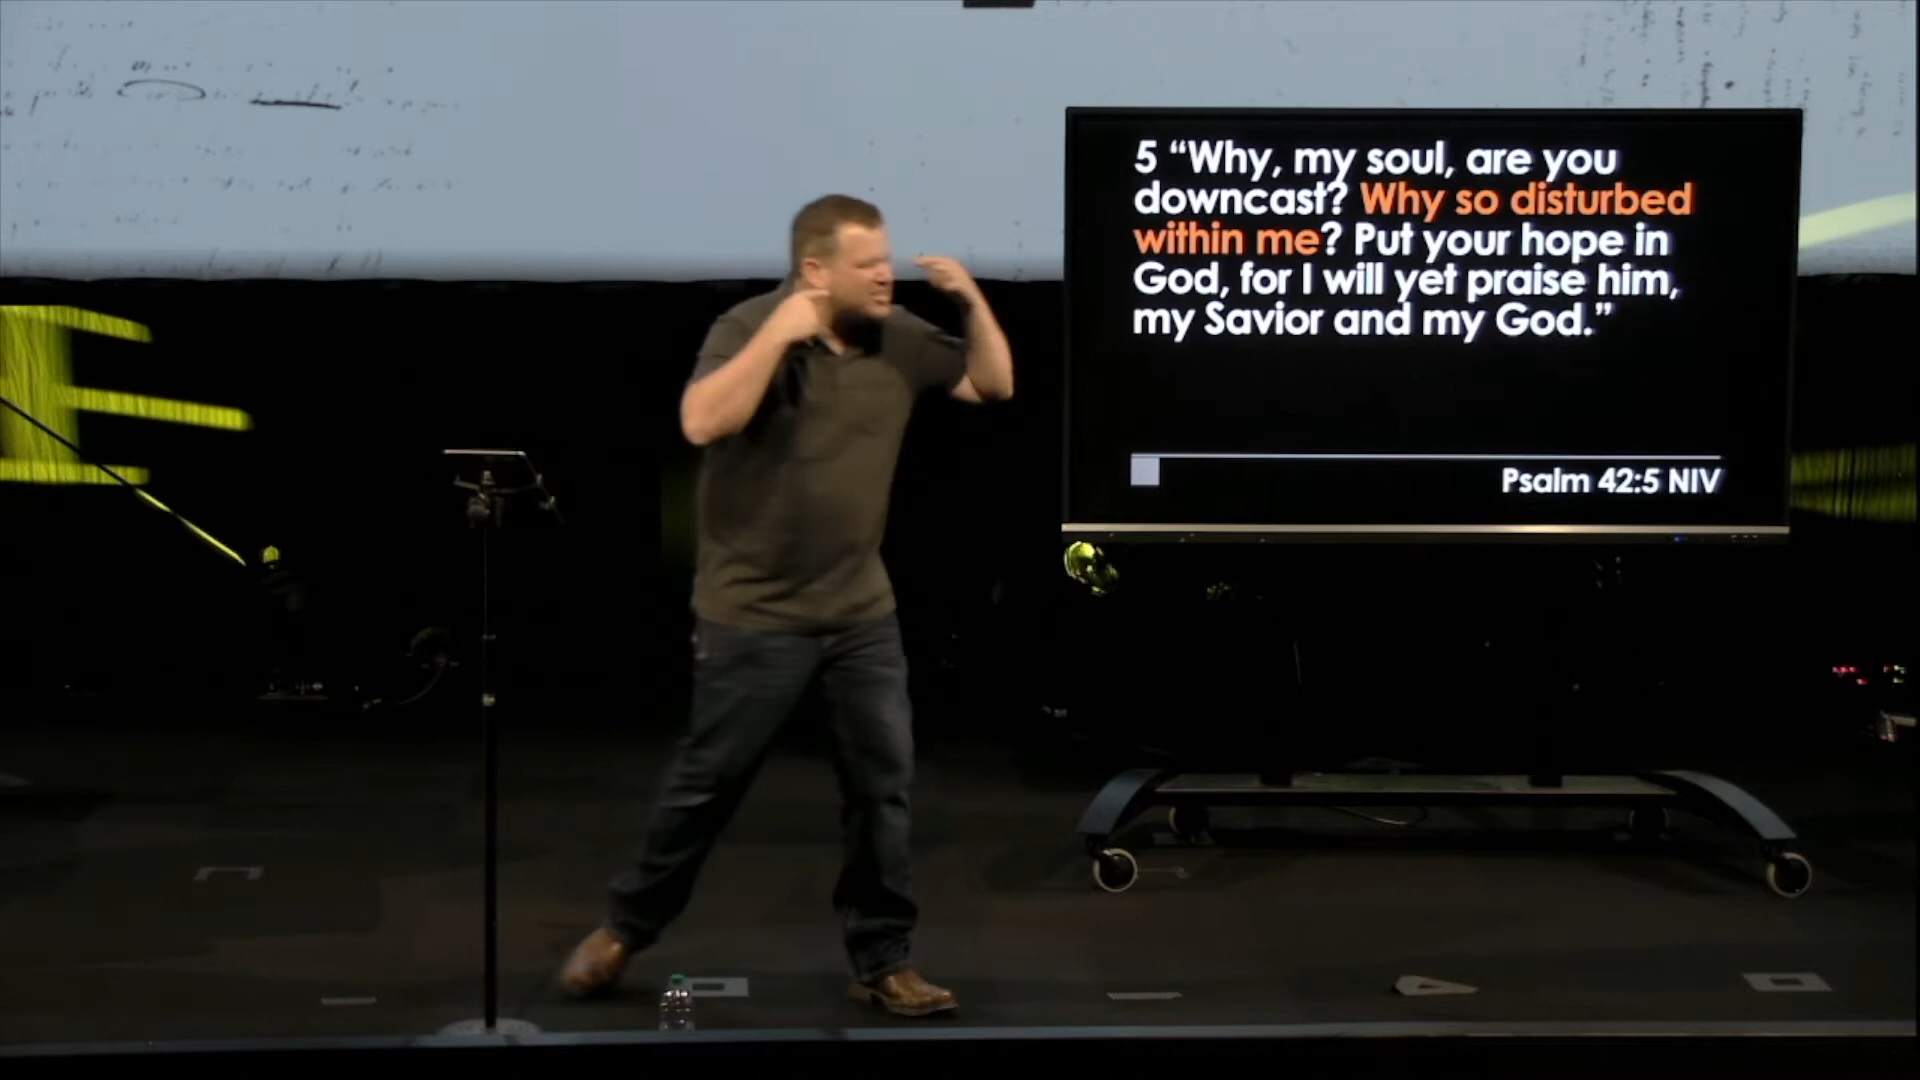 5 “Why, my soul, are you
downcast? Why so disturbed
within me? Put your hope in
God, for I will yet praise him,
my Savior and my God.”
Psalm 42:5 NIV
E